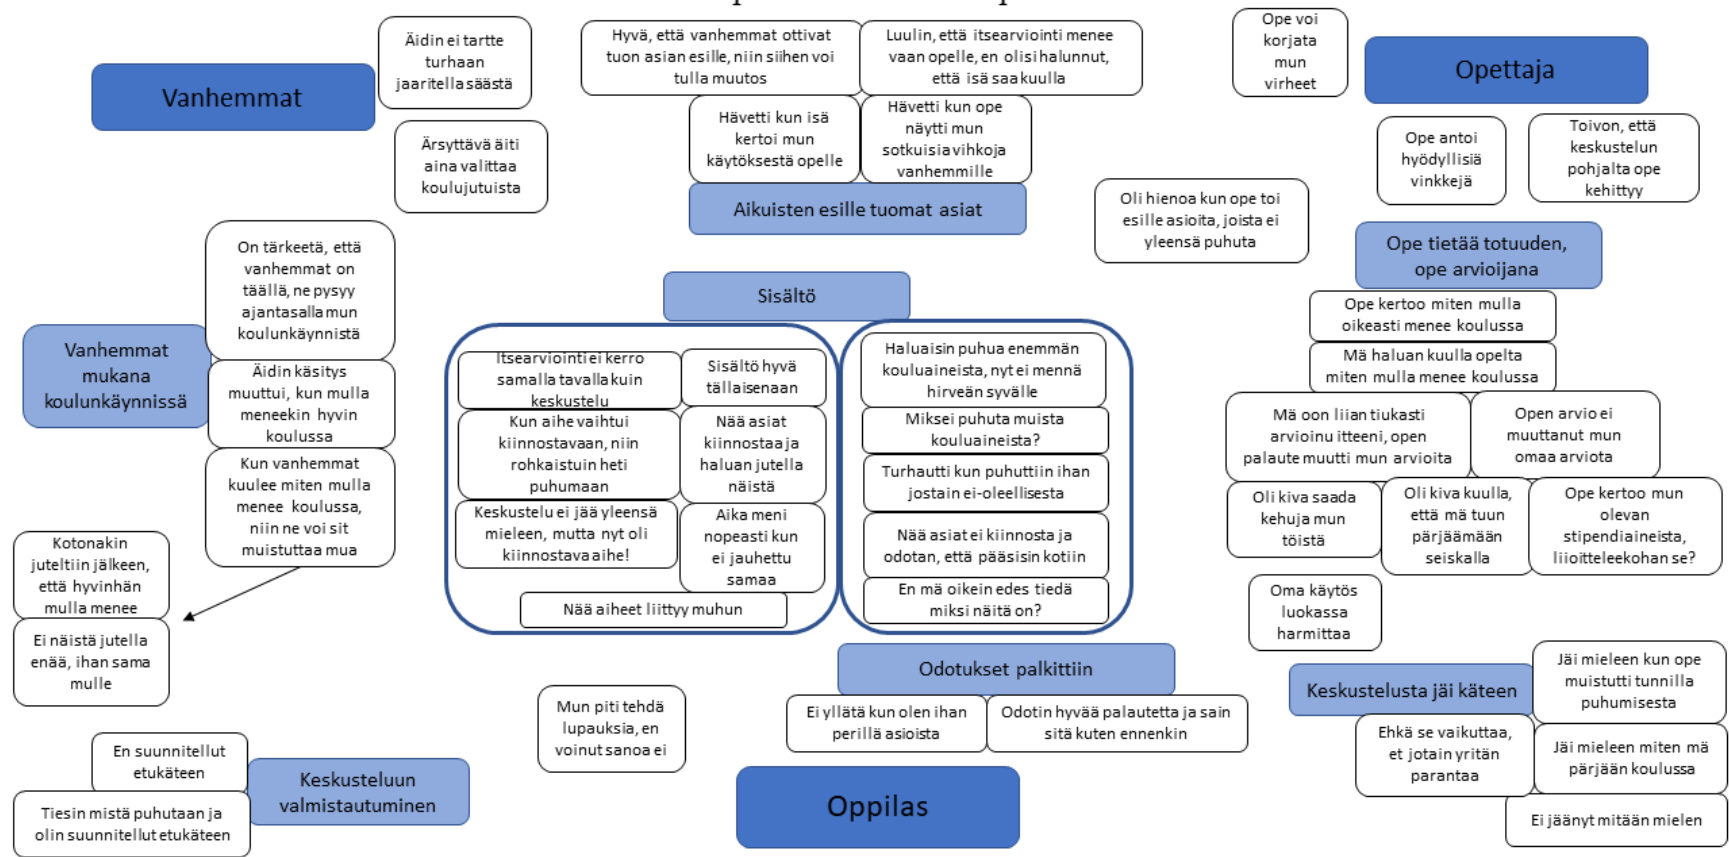 Vanhemmat
Äidin ei tartte
turhaan
jaaritella säästä
Ärsyttävä äiti
aina valittaa
koulujutuista
Hyvä, että vanhemmat ottivat
tuon asian esille, niin siihen voi
tulla muutos
Luulin, että itsearviointi menee
vaan opelle, en olisi halunnut,
että isä saa kuulla
Hävetti kun isä
kertoi mun
käytöksestä opelle
Hävetti kun ope
näytti mun
sotkuisia vihkoja
vanhemmille
Aikuisten esille tuomat asiat
Ope voi
korjata
mun
virheet
Opettaja
Ope antoi
hyödyllisiä
vinkkejä
Toivon, että
keskustelun
pohjalta ope
kehittyy
Oli hienoa kun ope toi
esille asioita, joista ei
yleensä puhuta
Ope tietää totuuden,
ope arvioijana
Ope kertoo miten mulla
oikeasti menee koulussa
Mä haluan kuulla opelta
miten mulla menee koulussa
Mä oon liian tiukasti
arvioinu itteeni, open
palaute muutti mun arvioita
Open arvio ei
muuttanut mun
omaa arviota
Oli kiva saada
kehuja mun
töistä
Oli kiva kuulla,
että mä tuun
pärjäämään
seiskalla
Ope kertoo mun
olevan
stipendiaineista,
liioitteleekohan se?
Oma käytös
luokassa
harmittaa
Vanhemmat
mukana
koulunkäynnissä
On tärkeetä, että
vanhemmat on
täällä, ne pysyy
ajantasalla mun
koulunkäynnistä
Äidin käsitys
muuttui, kun mulla
meneekin hyvin
koulussa
Kun vanhemmat
kuulee miten mulla
menee koulussa,
niin ne voi sit
muistuttaa mua
Kotonakin
juteltiin jälkeen,
että hyvinhän
mulla menee
Ei näistä jutella
enää, ihan sama
mulle
Sisältö
Itsearviointi ei kerro
samalla tavalla kuin
keskustelu
Sisältö hyvä
tällaisenaan
Kun aihe vaihtui
kiinnostavaan, niin
rohkaistuin heti
puhumaan
Nää asiat
kiinnostaa ja
haluan jutella
näistä
Keskustelu ei jää yleensä
mieleen, mutta nyt oli
kiinnostava aihe!
Aika meni
nopeasti kun
ei jauhettu
samaa
Nää aiheet liittyy muhun
Haluaisin puhua enemmän
kouluaineista, nyt ei mennä
hirveän syvälle
Miksei puhuta muista
kouluaineista?
Turhautti kun puhuttiin ihan
jostain ei-oleellisesta
Nää asiat ei kiinnosta ja
odotan, että pääsisin kotiin
En mä oikein edes tiedä
miksi näitä on?
Odotukset palkittiin
Ei yllätä kun olen ihan
perillä asioista
Odotin hyvää palautetta ja sain
sitä kuten ennenkin
Mun piti tehdä
lupauksia, en
voinut sanoa ei
Oppilas
En suunnitellut
etukäteen
Tiesin mistä puhutaan ja
olin suunnitellut etukäteen
Keskusteluun
valmistautuminen
Keskustelusta jäi käteen
Jäi mieleen kun ope
muistutti tunnilla
puhumisesta
Ehkä se vaikuttaa,
et jotain yritän
parantaa
Jäi mieleen miten mä
pärjään koulussa
Ei jäänyt mitään mielen